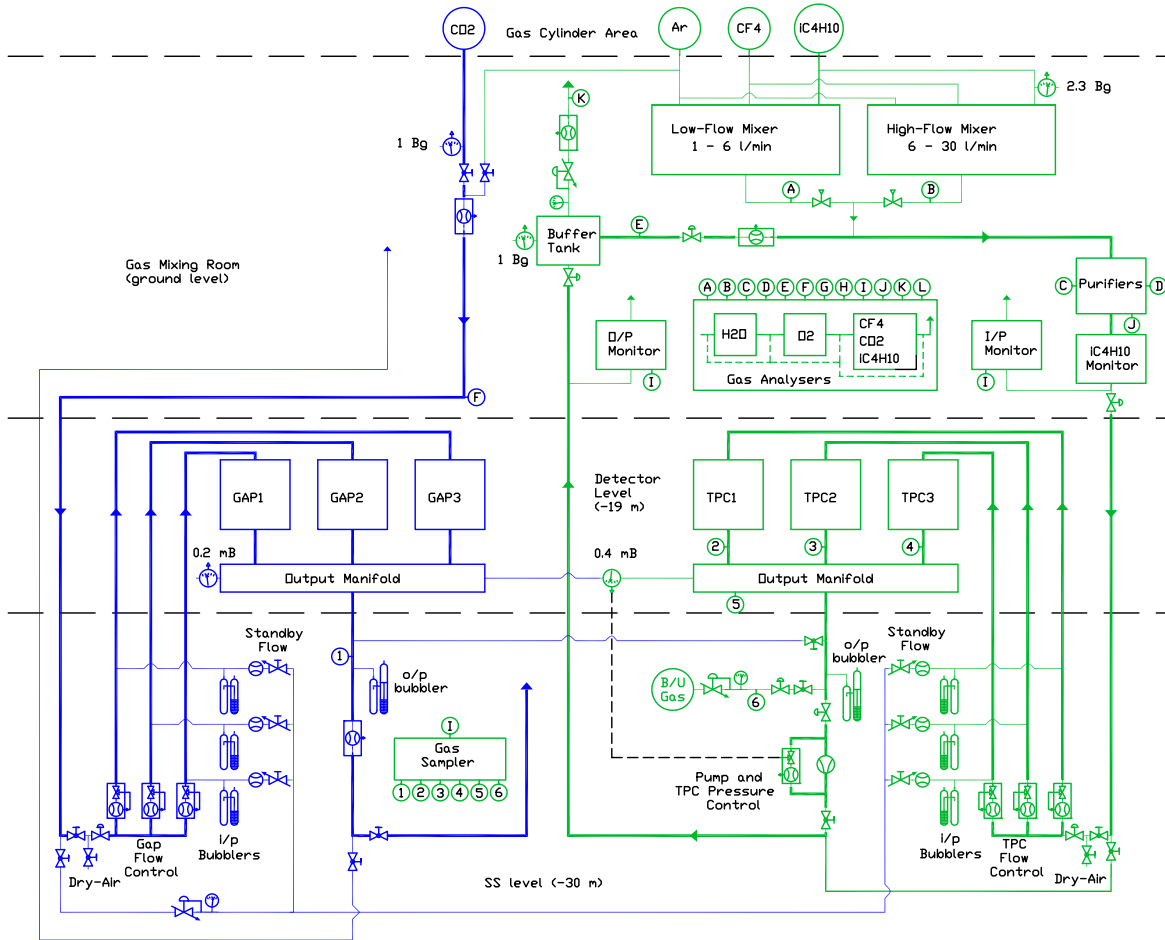 CO2
Gas Cylinder Area
Ar
CF4
iC4H10
2.3 Bg
K
Low-Flow Mixer
1 - 6 l/min
High-Flow Mixer
6 - 30 l/min
1 Bg
A
B
E
Buffer
Tank
1 Bg
Gas Mixing Room
(ground level)
Purifiers
C
D
J
A B C D E F G H I J K L
H2O
O2
CF4
CO2
iC4H10
Gas Analysers
O/P
Monitor
I
I/P
Monitor
I
iC4H10
Monitor
F
GAP1
GAP2
GAP3
Detector
Level
(-19 m)
TPC1
TPC2
TPC3
2
3
4
0.2 mB
Output Manifold
0.4 mB
Output Manifold
5
Standby
Flow
1
o/p
bubbler
B/U
Gas
6
o/p
bubbler
Standby
Flow
I
Gas
Sampler
1 2 3 4 5 6
Pump and
TPC Pressure
Control
Gap
Flow
Control
i/p
Bubblers
i/p
Bubblers
TPC
Flow
Control
Dry-Air
SS level (-30 m)
Dry-Air